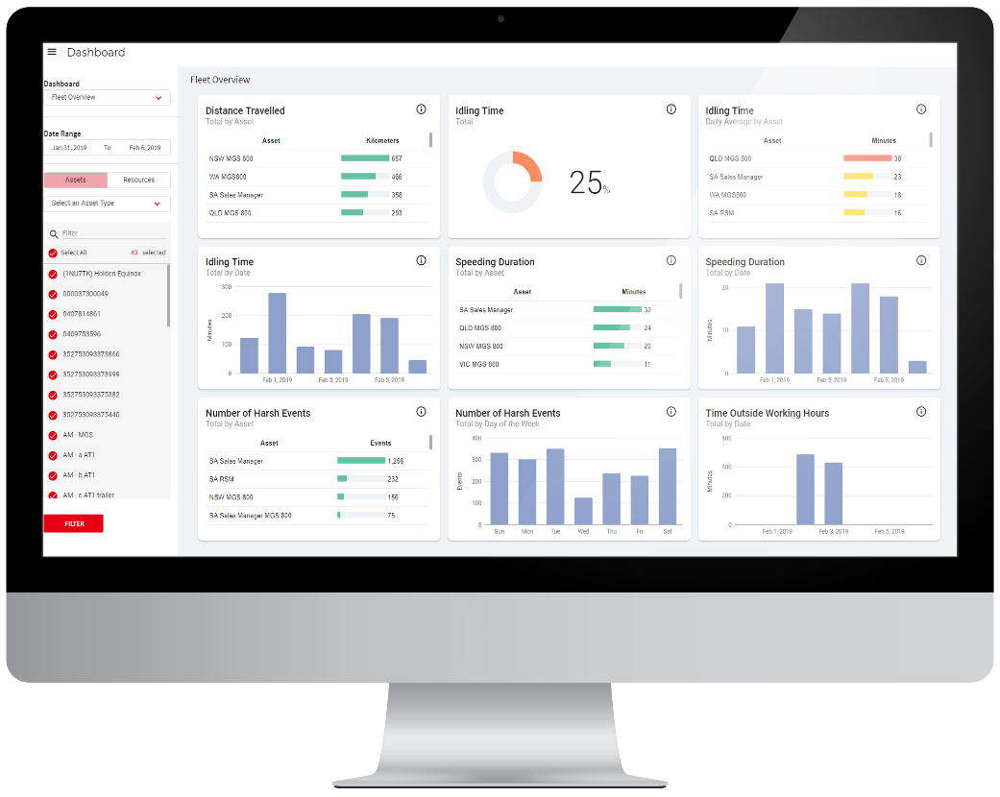 Dashboard
Dashboard
Fleet Overview
Date Range
Jan 31, 2019 To Feb 6, 2019
Assets Resources
Select an Asset Type
Filter
Select All 43 selected
(1NU7TK) Holden Equinox
000037300049
0407814861
0409753596
352753093373866
352753093373999
352753093375382
352753093375440
AM - MGS
AM - a AT1
AM - b AT1
AM - c AT1 trailer
FILTER
Fleet Overview
Distance Travelled
Total by Asset
Asset Kilometers
NSW MGS 800 657
WA MGS800 466
SA Sales Manager 358
QLD MGS 800 293
Idling Time
Total
25%
Idling Time
Daily Average by Asset
Asset Minutes
QLD MGS 800 38
SA Sales Manager 23
WA MGS800 18
SA RSM 16
Idling Time
Total by Date
Minutes
300
200
100
0
Feb 1, 2019 Feb 3, 2019 Feb 5, 2019
Speeding Duration
Total by Asset
Asset Minutes
SA Sales Manager 32
QLD MGS 800 24
NSW MGS 800 20
VIC MGS 800 11
Speeding Duration
Total by Date
Minutes
20
10
0
Feb 1, 2019 Feb 3, 2019 Feb 5, 2019
Number of Harsh Events
Total by Asset
Asset Events
SA Sales Manager 1,256
SA RSM 232
NSW MGS 800 156
SA Sales Manager MGS 800 75
Number of Harsh Events
Total by Day of the Week
Events
400
300
200
100
0
Sun Mon Tue Wed Thu Fri Sat
Time Outside Working Hours
Total by Date
Minutes
600
400
200
0
Feb 1, 2019 Feb 3, 2019 Feb 5, 2019